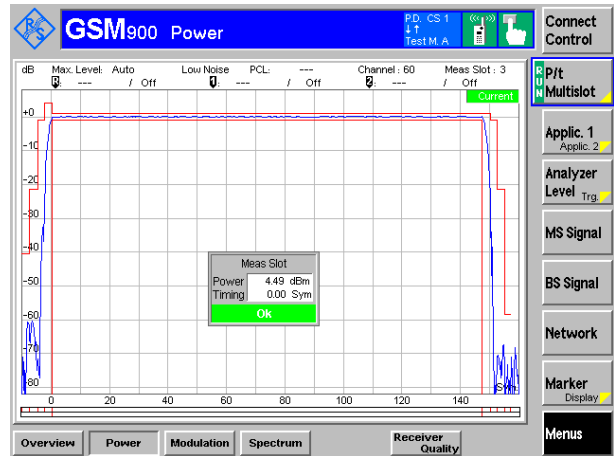 GSM900 Power
P.D. CS 1
Test M. A
Connect
Control
dB Max. Level: Auto Low Noise PCL: --- Channel : 60 Meas Slot : 3
--- / Off --- / Off --- / Off
Current
RUN
P/t
Multislot
+0
-10
-20
-30
-40
-50
-60
-70
-80
Meas Slot
Power 4.49 dBm
Timing 0.00 Sym
Ok
0 20 40 60 80 100 120 140
Applic. 1
Applic. 2
Analyzer
Level Trg.
MS Signal
BS Signal
Network
Marker
Display
Menus
Overview Power Modulation Spectrum Receiver
Quality